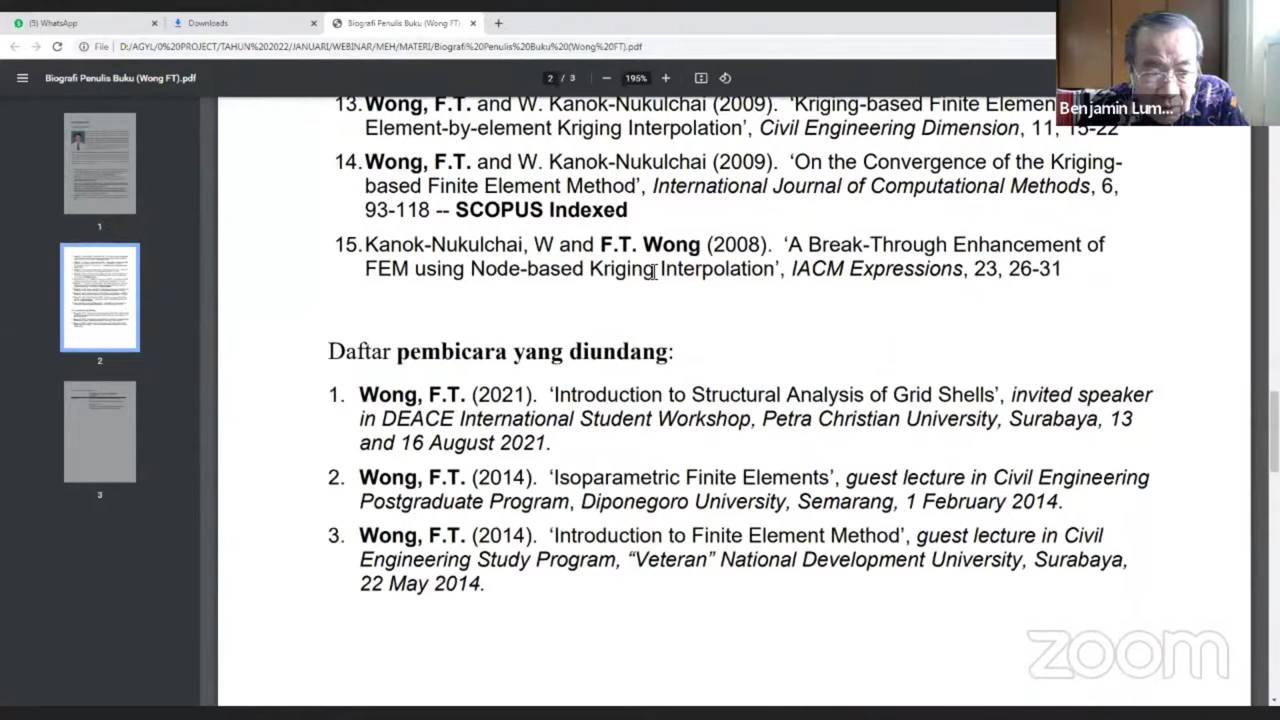 (5) WhatsApp
Downloads
Biografi Penulis Buku (Wong FT)
File D:/AGYL/0%20PROJECT/TAHUN%202022/JANUARI/WEBINAR/MEH/MATERI/Biografi%20Penulis%20Buku%20(Wong%20FT).pdf
Biografi Penulis Buku (Wong FT).pdf
2 / 3
195%
Benjamin Lum...
13. Wong, F.T. and W. Kanok-Nukulchai (2009). ‘Kriging-based Finite Elemen
Element-by-element Kriging Interpolation’, Civil Engineering Dimension, 11, 15-22
14. Wong, F.T. and W. Kanok-Nukulchai (2009). ‘On the Convergence of the Kriging-
based Finite Element Method’, International Journal of Computational Methods, 6,
93-118 -- SCOPUS Indexed
15. Kanok-Nukulchai, W and F.T. Wong (2008). ‘A Break-Through Enhancement of
FEM using Node-based Kriging Interpolation’, IACM Expressions, 23, 26-31
Daftar pembicara yang diundang:
1. Wong, F.T. (2021). ‘Introduction to Structural Analysis of Grid Shells’, invited speaker
in DEACE International Student Workshop, Petra Christian University, Surabaya, 13
and 16 August 2021.
2. Wong, F.T. (2014). ‘Isoparametric Finite Elements’, guest lecture in Civil Engineering
Postgraduate Program, Diponegoro University, Semarang, 1 February 2014.
3. Wong, F.T. (2014). ‘Introduction to Finite Element Method’, guest lecture in Civil
Engineering Study Program, “Veteran” National Development University, Surabaya,
22 May 2014.
1
2
3
zoom